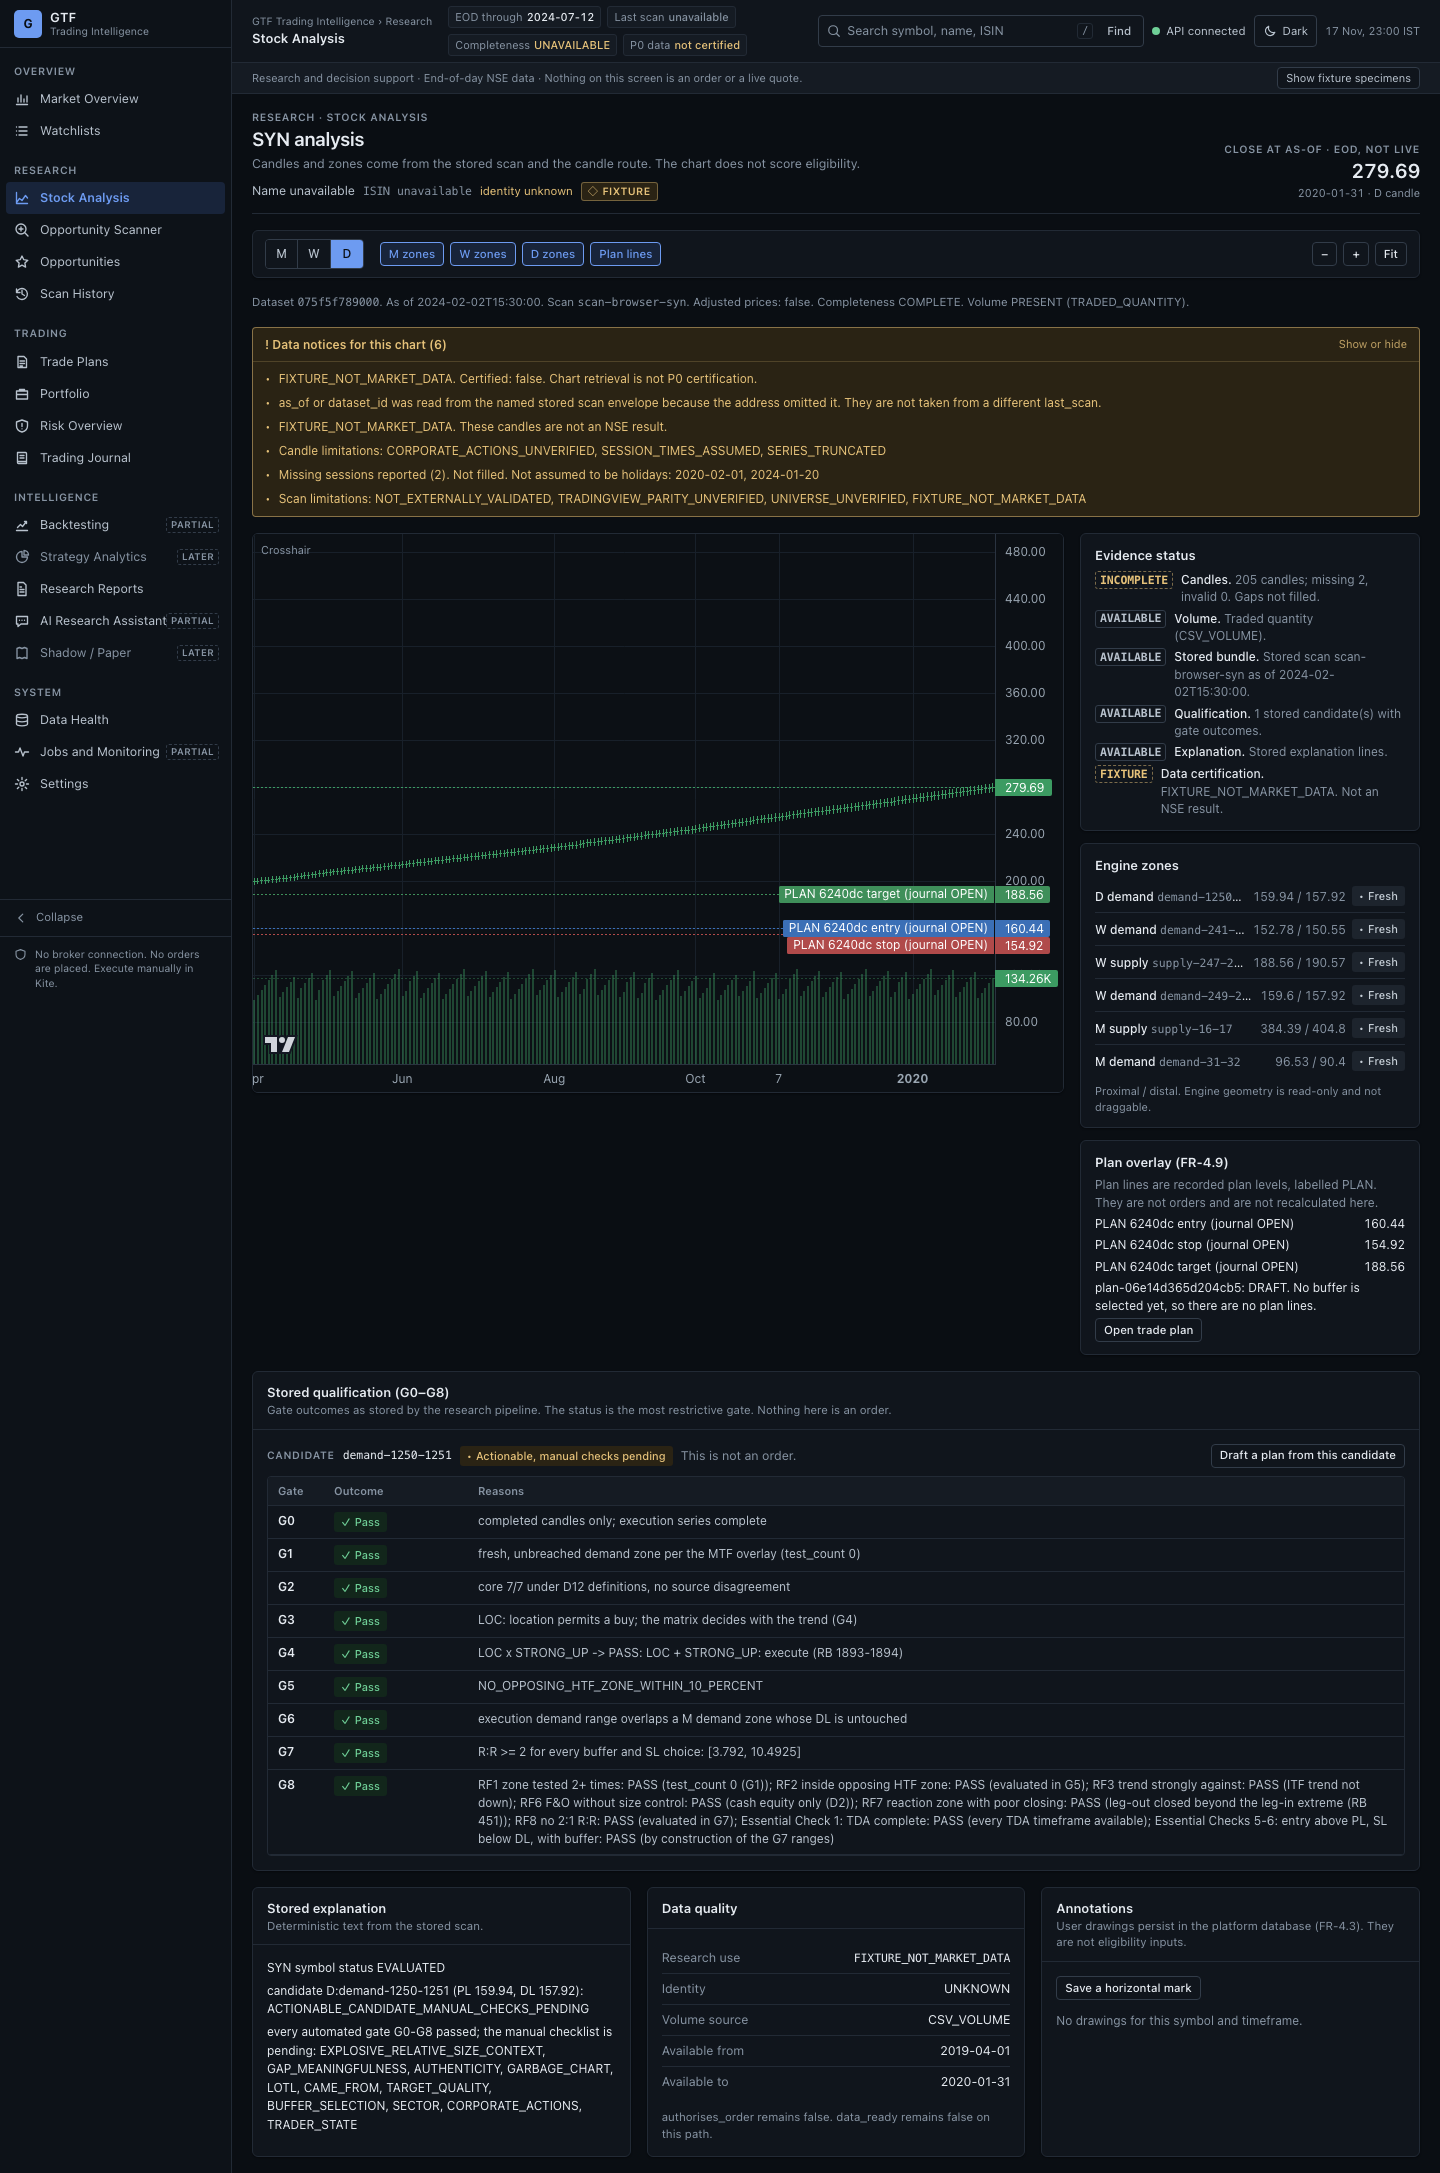 G
GTF
Trading Intelligence
OVERVIEW
Market Overview
Watchlists
RESEARCH
Stock Analysis
Opportunity Scanner
Opportunities
Scan History
TRADING
Trade Plans
Portfolio
Risk Overview
Trading Journal
INTELLIGENCE
Backtesting PARTIAL
Strategy Analytics LATER
Research Reports
AI Research Assistant PARTIAL
Shadow / Paper LATER
SYSTEM
Data Health
Jobs and Monitoring PARTIAL
Settings
Collapse
No broker connection. No orders
are placed. Execute manually in
Kite.
GTF Trading Intelligence › Research
Stock Analysis
EOD through 2024-07-12 Last scan unavailable
Completeness UNAVAILABLE P0 data not certified
Search symbol, name, ISIN / Find
API connected Dark 17 Nov, 23:00 IST
Research and decision support · End-of-day NSE data · Nothing on this screen is an order or a live quote. Show fixture specimens
RESEARCH · STOCK ANALYSIS
SYN analysis
Candles and zones come from the stored scan and the candle route. The chart does not score eligibility.
Name unavailable ISIN unavailable identity unknown ◇ FIXTURE
CLOSE AT AS-OF · EOD, NOT LIVE
279.69
2020-01-31 · D candle
M W D M zones W zones D zones Plan lines − + Fit
Dataset 075f5f789000. As of 2024-02-02T15:30:00. Scan scan-browser-syn. Adjusted prices: false. Completeness COMPLETE. Volume PRESENT (TRADED_QUANTITY).
! Data notices for this chart (6) Show or hide
• FIXTURE_NOT_MARKET_DATA. Certified: false. Chart retrieval is not P0 certification.
• as_of or dataset_id was read from the named stored scan envelope because the address omitted it. They are not taken from a different last_scan.
• FIXTURE_NOT_MARKET_DATA. These candles are not an NSE result.
• Candle limitations: CORPORATE_ACTIONS_UNVERIFIED, SESSION_TIMES_ASSUMED, SERIES_TRUNCATED
• Missing sessions reported (2). Not filled. Not assumed to be holidays: 2020-02-01, 2024-01-20
• Scan limitations: NOT_EXTERNALLY_VALIDATED, TRADINGVIEW_PARITY_UNVERIFIED, UNIVERSE_UNVERIFIED, FIXTURE_NOT_MARKET_DATA
Crosshair
480.00
440.00
400.00
360.00
320.00
279.69
240.00
200.00
PLAN 6240dc target (journal OPEN) 188.56
PLAN 6240dc entry (journal OPEN) 160.44
PLAN 6240dc stop (journal OPEN) 154.92
134.26K
80.00
pr Jun Aug Oct 7 2020
Evidence status
INCOMPLETE Candles. 205 candles; missing 2,
invalid 0. Gaps not filled.
AVAILABLE Volume. Traded quantity
(CSV_VOLUME).
AVAILABLE Stored bundle. Stored scan scan-
browser-syn as of 2024-02-
02T15:30:00.
AVAILABLE Qualification. 1 stored candidate(s) with
gate outcomes.
AVAILABLE Explanation. Stored explanation lines.
FIXTURE Data certification.
FIXTURE_NOT_MARKET_DATA. Not an
NSE result.
Engine zones
D demand demand-1250… 159.94 / 157.92 • Fresh
W demand demand-241-… 152.78 / 150.55 • Fresh
W supply supply-247-2… 188.56 / 190.57 • Fresh
W demand demand-249-2… 159.6 / 157.92 • Fresh
M supply supply-16-17 384.39 / 404.8 • Fresh
M demand demand-31-32 96.53 / 90.4 • Fresh
Proximal / distal. Engine geometry is read-only and not
draggable.
Plan overlay (FR-4.9)
Plan lines are recorded plan levels, labelled PLAN.
They are not orders and are not recalculated here.
PLAN 6240dc entry (journal OPEN) 160.44
PLAN 6240dc stop (journal OPEN) 154.92
PLAN 6240dc target (journal OPEN) 188.56
plan-06e14d365d204cb5: DRAFT. No buffer is
selected yet, so there are no plan lines.
Open trade plan
Stored qualification (G0–G8)
Gate outcomes as stored by the research pipeline. The status is the most restrictive gate. Nothing here is an order.
CANDIDATE demand-1250-1251 • Actionable, manual checks pending This is not an order. Draft a plan from this candidate
Gate Outcome Reasons
G0 ✓ Pass completed candles only; execution series complete
G1 ✓ Pass fresh, unbreached demand zone per the MTF overlay (test_count 0)
G2 ✓ Pass core 7/7 under D12 definitions, no source disagreement
G3 ✓ Pass LOC: location permits a buy; the matrix decides with the trend (G4)
G4 ✓ Pass LOC x STRONG_UP -> PASS: LOC + STRONG_UP: execute (RB 1893-1894)
G5 ✓ Pass NO_OPPOSING_HTF_ZONE_WITHIN_10_PERCENT
G6 ✓ Pass execution demand range overlaps a M demand zone whose DL is untouched
G7 ✓ Pass R:R >= 2 for every buffer and SL choice: [3.792, 10.4925]
G8 ✓ Pass RF1 zone tested 2+ times: PASS (test_count 0 (G1)); RF2 inside opposing HTF zone: PASS (evaluated in G5); RF3 trend strongly against: PASS (ITF trend not
down); RF6 F&O without size control: PASS (cash equity only (D2)); RF7 reaction zone with poor closing: PASS (leg-out closed beyond the leg-in extreme (RB
451)); RF8 no 2:1 R:R: PASS (evaluated in G7); Essential Check 1: TDA complete: PASS (every TDA timeframe available); Essential Checks 5-6: entry above PL, SL
below DL, with buffer: PASS (by construction of the G7 ranges)
Stored explanation
Deterministic text from the stored scan.
SYN symbol status EVALUATED
candidate D:demand-1250-1251 (PL 159.94, DL 157.92):
ACTIONABLE_CANDIDATE_MANUAL_CHECKS_PENDING
every automated gate G0-G8 passed; the manual checklist is
pending: EXPLOSIVE_RELATIVE_SIZE_CONTEXT,
GAP_MEANINGFULNESS, AUTHENTICITY, GARBAGE_CHART,
LOTL, CAME_FROM, TARGET_QUALITY,
BUFFER_SELECTION, SECTOR, CORPORATE_ACTIONS,
TRADER_STATE
Data quality
Research use FIXTURE_NOT_MARKET_DATA
Identity UNKNOWN
Volume source CSV_VOLUME
Available from 2019-04-01
Available to 2020-01-31
authorises_order remains false. data_ready remains false on
this path.
Annotations
User drawings persist in the platform database (FR-4.3). They
are not eligibility inputs.
Save a horizontal mark
No drawings for this symbol and timeframe.